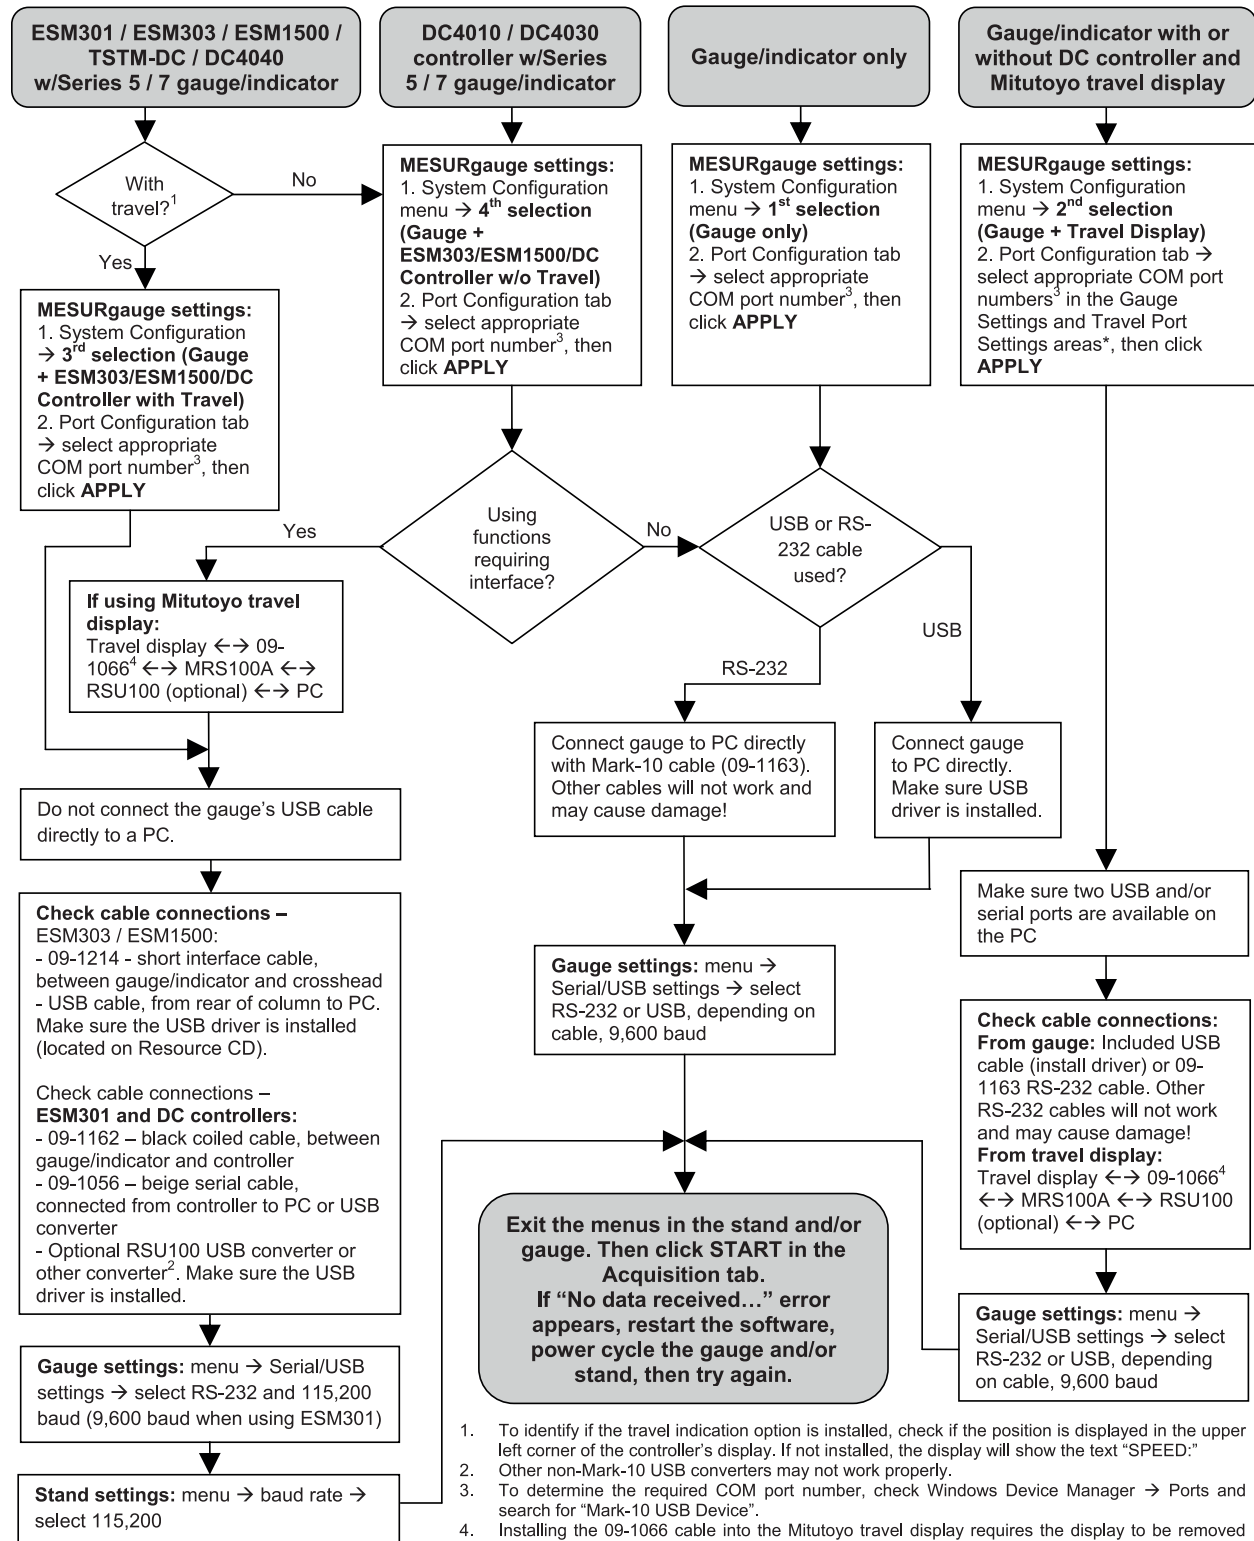 ESM301 / ESM303 / ESM1500 /
TSTM-DC / DC4040
w/Series 5 / 7 gauge/indicator
DC4010 / DC4030
controller w/Series
5 / 7 gauge/indicator
Gauge/indicator only
Gauge/indicator with or
without DC controller and
Mitutoyo travel display
With
travel?1
No
Yes
MESURgauge settings:
1. System Configuration
→ 3rd selection (Gauge
+ ESM303/ESM1500/DC
Controller with Travel)
2. Port Configuration tab
→ select appropriate
COM port number3, then
click APPLY
MESURgauge settings:
1. System Configuration
menu → 4th selection
(Gauge +
ESM303/ESM1500/DC
Controller w/o Travel)
2. Port Configuration tab
→ select appropriate
COM port number3, then
click APPLY
MESURgauge settings:
1. System Configuration
menu → 1st selection
(Gauge only)
2. Port Configuration tab
→ select appropriate
COM port number3, then
click APPLY
MESURgauge settings:
1. System Configuration
menu → 2nd selection
(Gauge + Travel Display)
2. Port Configuration tab →
select appropriate COM port
numbers3 in the Gauge
Settings and Travel Port
Settings areas*, then click
APPLY
Using
functions
requiring
interface?
Yes
No
USB or RS-
232 cable
used?
USB
RS-232
If using Mitutoyo travel
display:
Travel display ←→ 09-
10664 ←→ MRS100A ←→
RSU100 (optional) ←→ PC
Connect gauge to PC directly
with Mark-10 cable (09-1163).
Other cables will not work and
may cause damage!
Connect gauge
to PC directly.
Make sure USB
driver is installed.
Do not connect the gauge's USB cable
directly to a PC.
Make sure two USB and/or
serial ports are available on
the PC
Check cable connections –
ESM303 / ESM1500:
- 09-1214 - short interface cable,
between gauge/indicator and crosshead
- USB cable, from rear of column to PC.
Make sure the USB driver is installed
(located on Resource CD).
Check cable connections –
ESM301 and DC controllers:
- 09-1162 – black coiled cable, between
gauge/indicator and controller
- 09-1056 – beige serial cable,
connected from controller to PC or USB
converter
- Optional RSU100 USB converter or
other converter2. Make sure the USB
driver is installed.
Gauge settings: menu →
Serial/USB settings → select
RS-232 or USB, depending on
cable, 9,600 baud
Check cable connections:
From gauge: Included USB
cable (install driver) or 09-
1163 RS-232 cable. Other
RS-232 cables will not work
and may cause damage!
From travel display:
Travel display ←→ 09-10664
←→ MRS100A ←→ RSU100
(optional) ←→ PC
Exit the menus in the stand and/or
gauge. Then click START in the
Acquisition tab.
If “No data received…” error
appears, restart the software,
power cycle the gauge and/or
stand, then try again.
Gauge settings: menu → Serial/USB
settings → select RS-232 and 115,200
baud (9,600 baud when using ESM301)
Gauge settings: menu →
Serial/USB settings → select
RS-232 or USB, depending
on cable, 9,600 baud
Stand settings: menu → baud rate →
select 115,200
1. To identify if the travel indication option is installed, check if the position is displayed in the upper
left corner of the controller's display. If not installed, the display will show the text “SPEED:”
2. Other non-Mark-10 USB converters may not work properly.
3. To determine the required COM port number, check Windows Device Manager → Ports and
search for “Mark-10 USB Device”.
4. Installing the 09-1066 cable into the Mitutoyo travel display requires the display to be removed